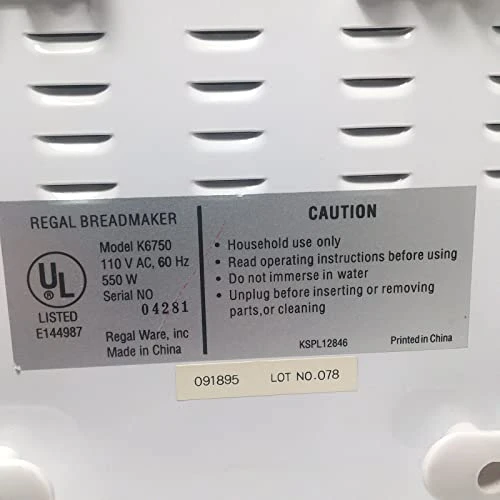 REGAL BREADMAKER
Model K6750
110 V AC, 60 Hz
550 W
Serial NO 04281
UL
®
LISTED
E144987
Regal Ware, inc
Made in China
CAUTION
• Household use only
• Read operating instructions before using
• Do not immerse in water
• Unplug before inserting or removing
parts,or cleaning
KSPL12846 Printed in China
091895 LOT NO.078